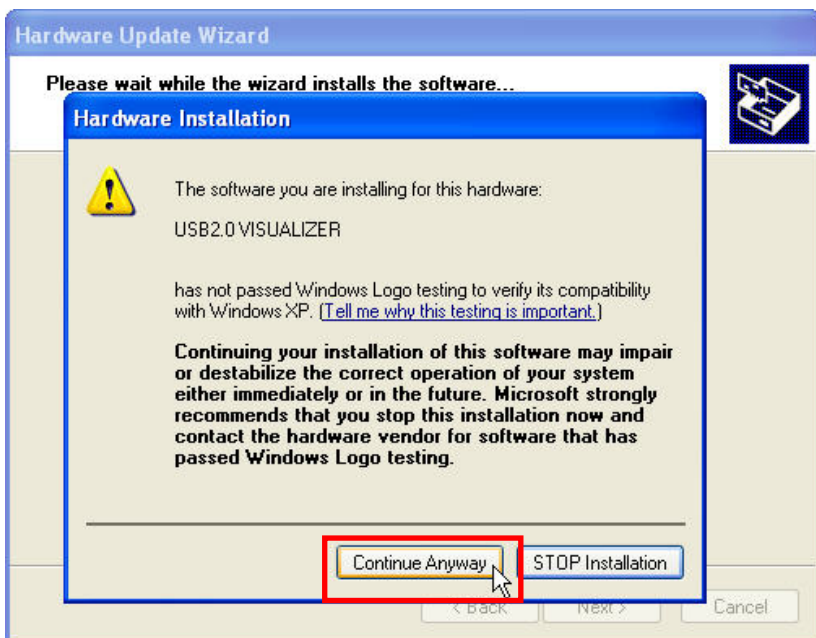 Hardware Update Wizard
Please wait while the wizard installs the software...
Hardware Installation
The software you are installing for this hardware:
USB2.0 VISUALIZER
has not passed Windows Logo testing to verify its compatibility
with Windows XP. (Tell me why this testing is important.)
Continuing your installation of this software may impair
or destabilize the correct operation of your system
either immediately or in the future. Microsoft strongly
recommends that you stop this installation now and
contact the hardware vendor for software that has
passed Windows Logo testing.
Continue Anyway STOP Installation
< Back Next > Cancel